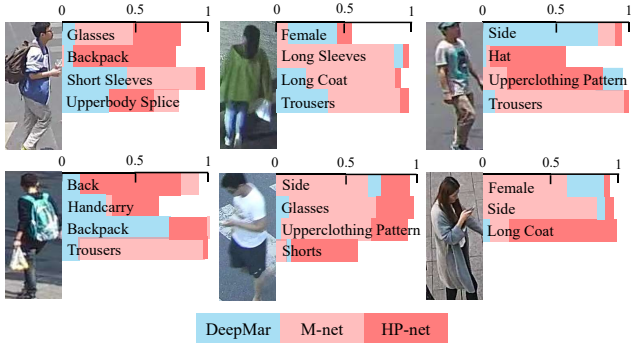 0 0.5 1
Glasses
Backpack
Short Sleeves
Upperbody Splice
0 0.5 1
Female
Long Sleeves
Long Coat
Trousers
0 0.5 1
Side
Hat
Upperclothing Pattern
Trousers
0 0.5 1
Back
Handcarry
Backpack
Trousers
0 0.5 1
Side
Glasses
Upperclothing Pattern
Shorts
0 0.5 1
Female
Side
Long Coat
DeepMar M-net HP-net